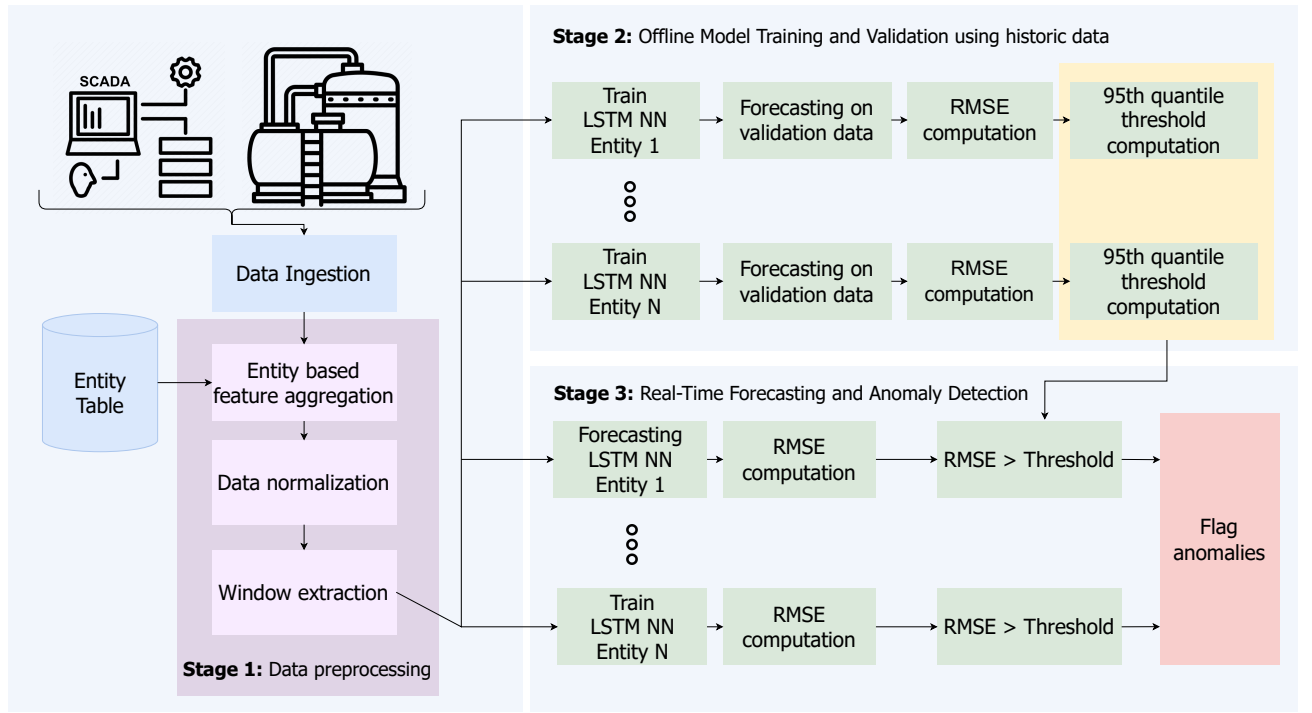 SCADA
Data Ingestion
Entity
Table
Entity based
feature aggregation
Data normalization
Window extraction
Stage 1: Data preprocessing
Stage 2: Offline Model Training and Validation using historic data
Train
LSTM NN
Entity 1
Forecasting on
validation data
RMSE
computation
95th quantile
threshold
computation
Train
LSTM NN
Entity N
Forecasting on
validation data
RMSE
computation
95th quantile
threshold
computation
Stage 3: Real-Time Forecasting and Anomaly Detection
Forecasting
LSTM NN
Entity 1
RMSE
computation
RMSE > Threshold
Train
LSTM NN
Entity N
RMSE
computation
RMSE > Threshold
Flag
anomalies